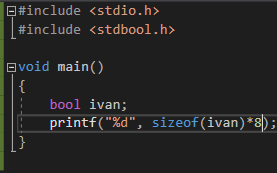 #include <stdio.h>
#include <stdbool.h>
void main()
{
    bool ivan;
    printf("%d", sizeof(ivan)*8);
}